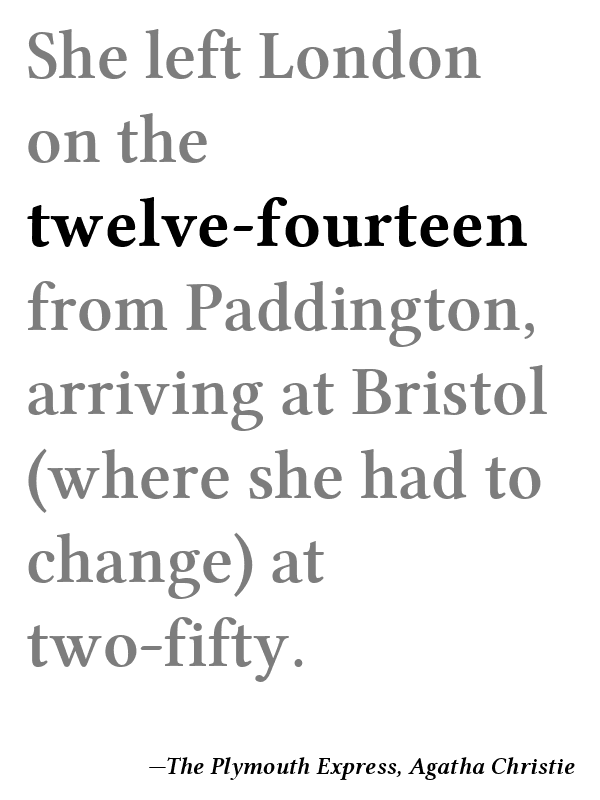 She left London
on the
twelve-fourteen
from Paddington,
arriving at Bristol
(where she had to
change) at
two-fifty.
—The Plymouth Express, Agatha Christie